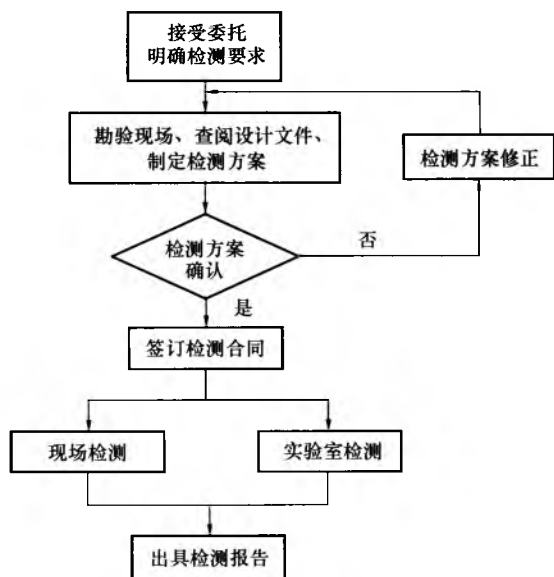 接受委托
明确检测要求
勘验现场、查阅设计文件、
制定检测方案
检测方案修正
检测方案
确认
否
是
签订检测合同
现场检测
实验室检测
出具检测报告